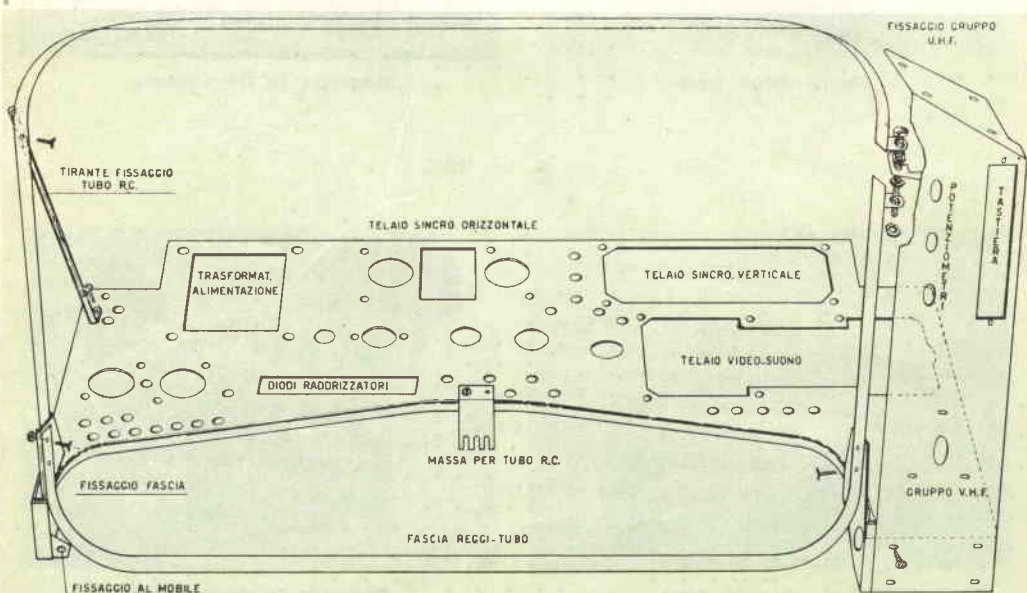 FISSAGGIO GRUPPO
U.H.F.
TIRANTE FISSAGGIO
TUBO R.C.
TELAIO SINCRO ORIZZONTALE
TRASFORMAT.
ALIMENTAZIONE
TELAIO SINCRO, VERTICALE
POTENZIOMETRI
TASTIERA
TELAIO VIDEO-SUONO
DIODI RADDRIZZATORI
MASSA PER TUBO R.C.
FISSAGGIO FASCIA
GRUPPO V.H.F.
FASCIA REGGI-TUBO
FISSAGGIO AL MOBILE